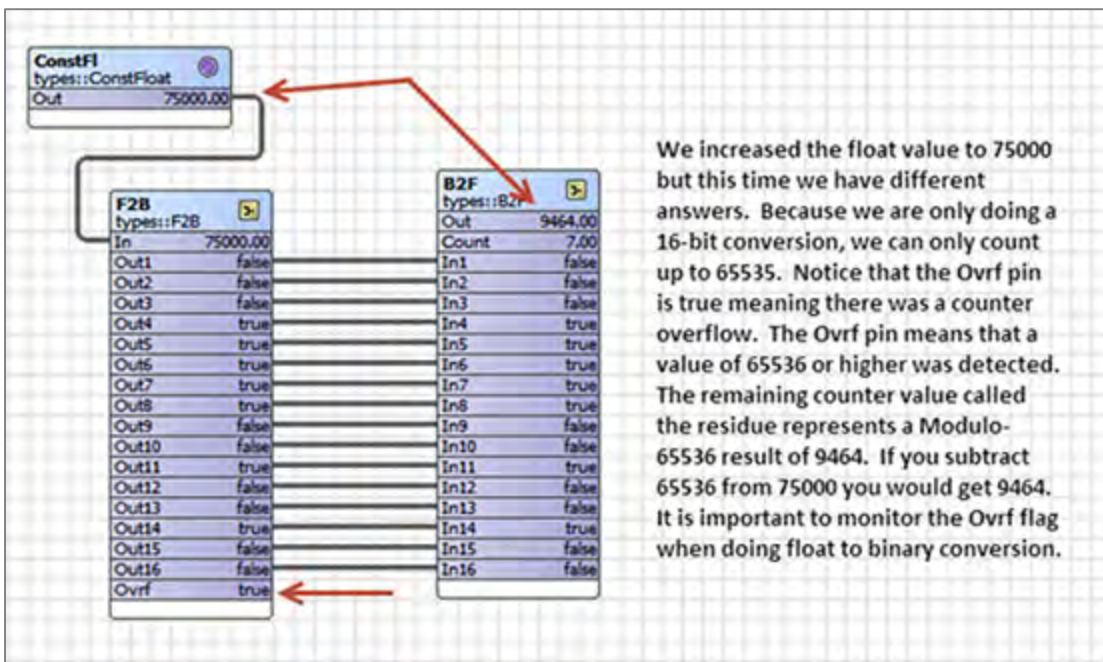 ConstFl
types::ConstFloat
Out 75000.00
F2B
types::F2B
In 75000.00
Out1 false
Out2 false
Out3 false
Out4 true
Out5 true
Out6 true
Out7 true
Out8 true
Out9 false
Out10 false
Out11 true
Out12 false
Out13 false
Out14 true
Out15 false
Out16 false
Ovrf true
B2F
types::B2F
Out 9464.00
Count 7.00
In1 false
In2 false
In3 false
In4 true
In5 true
In6 true
In7 true
In8 true
In9 false
In10 false
In11 true
In12 false
In13 false
In14 true
In15 false
In16 false
We increased the float value to 75000
but this time we have different
answers. Because we are only doing a
16-bit conversion, we can only count
up to 65535. Notice that the Ovrf pin
is true meaning there was a counter
overflow. The Ovrf pin means that a
value of 65536 or higher was detected.
The remaining counter value called
the residue represents a Modulo-
65536 result of 9464. If you subtract
65536 from 75000 you would get 9464.
It is important to monitor the Ovrf flag
when doing float to binary conversion.